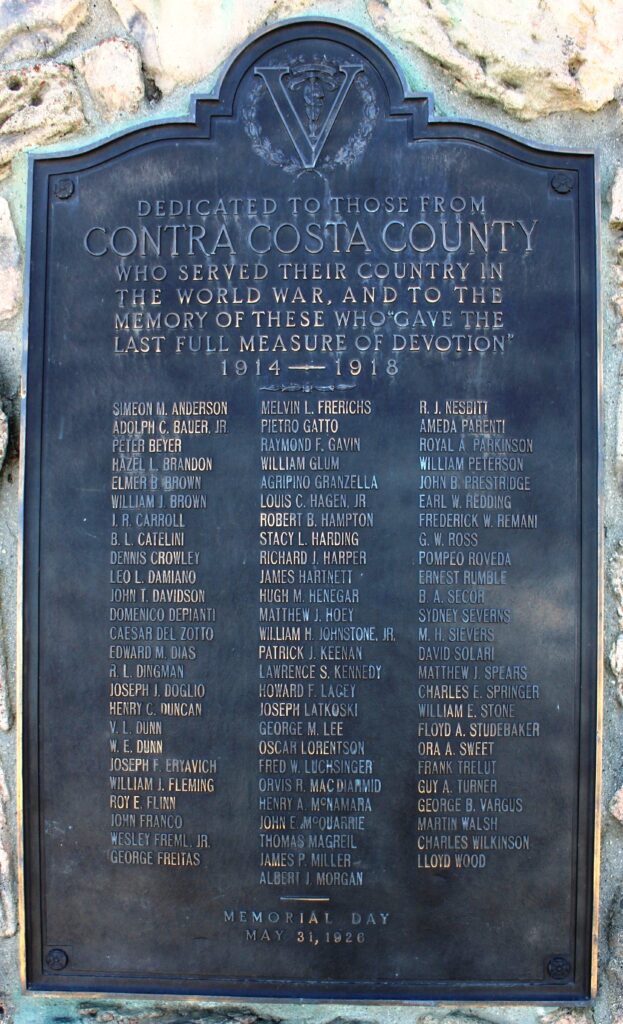 DEDICATED TO THOSE FROM
CONTRA COSTA COUNTY
WHO SERVED THEIR COUNTRY IN
THE WORLD WAR, AND TO THE
MEMORY OF THESE WHO "GAVE THE
LAST FULL MEASURE OF DEVOTION"
1914 — 1918
SIMEON M. ANDERSON
ADOLPH C. BAUER, JR.
PETER BEYER
HAZEL L. BRANDON
ELMER B. BROWN
WILLIAM J. BROWN
J. R. CARROLL
B. L. CATELINI
DENNIS CROWLEY
LEO L. DAMIANO
JOHN T. DAVIDSON
DOMENICO DEPIANTI
CAESAR DEL ZOTTO
EDWARD M. DIAS
R. L. DINGMAN
JOSEPH J. DOGLIO
HENRY C. DUNCAN
V. L. DUNN
W. E. DUNN
JOSEPH F. ERYAVICH
WILLIAM J. FLEMING
ROY E. FLINN
JOHN FRANCO
WESLEY FREML, JR.
GEORGE FREITAS
MELVIN L. FRERICHS
PIETRO GATTO
RAYMOND F. GAVIN
WILLIAM GLUM
AGRIPINO GRANZELLA
LOUIS C. HAGEN, JR
ROBERT B. HAMPTON
STACY L. HARDING
RICHARD J. HARPER
JAMES HARTNETT
HUGH M. HENEGAR
MATTHEW J. HOEY
WILLIAM H. JOHNSTONE, JR.
PATRICK J. KEENAN
LAWRENCE S. KENNEDY
HOWARD F. LACEY
JOSEPH LATKOSKI
GEORGE M. LEE
OSCAR LORENTSON
FRED W. LUCHSINGER
ORVIS R. MACDIARMID
HENRY A. MCNAMARA
JOHN E. MCQUARRIE
THOMAS MAGREIL
JAMES P. MILLER
ALBERT J. MORGAN
R. J. NESBITT
AMEDA PARENTI
ROYAL A. PARKINSON
WILLIAM PETERSON
JOHN B. PRESTRIDGE
EARL W. REDDING
FREDERICK W. REMANI
G. W. ROSS
POMPEO ROVEDA
ERNEST RUMBLE
B. A. SECOR
SYDNEY SEVERNS
M. H. SIEVERS
DAVID SOLARI
MATTHEW J. SPEARS
CHARLES E. SPRINGER
WILLIAM E. STONE
FLOYD A. STUDEBAKER
ORA A. SWEET
FRANK TRELUT
GUY A. TURNER
GEORGE B. VARGUS
MARTIN WALSH
CHARLES WILKINSON
LLOYD WOOD
MEMORIAL DAY
MAY 31, 1926